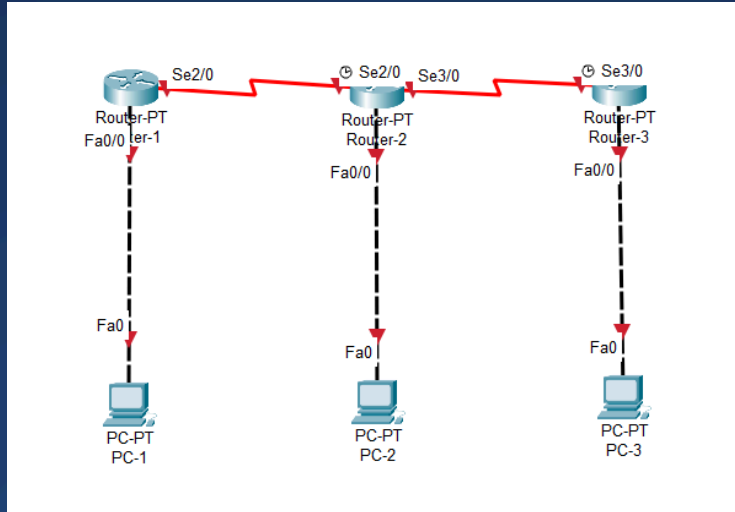 Se2/0
Se2/0
Se3/0
Se3/0
Router-PT
Router-PT
Router-2
Router-PT
Router-3
Fa0/0
Fa0/0
Fa0/0
Fa0
Fa0
Fa0
PC-PT
PC-1
PC-PT
PC-2
PC-PT
PC-3